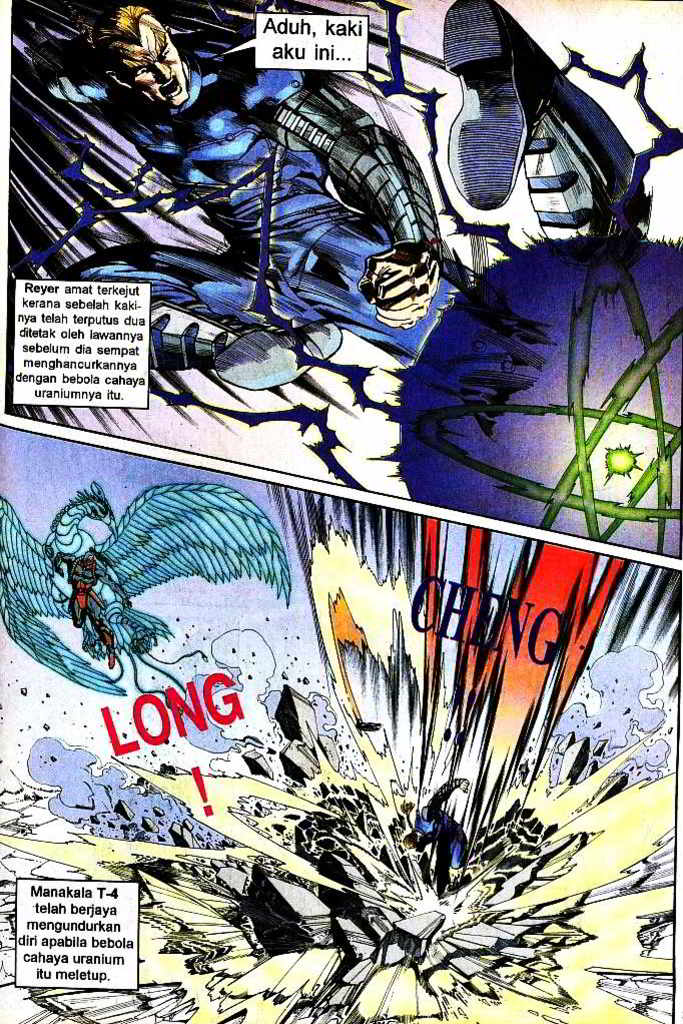 Aduh, kaki
aku ini...
Reyer amat terkejut
kerana sebelah kaki-
nya telah terputus dua
ditetak oleh lawannya
sebelum dia sempat
menghancurkannya
dengan bebola cahaya
uraniumnya itu.
CHENG
!!
LONG
!
Manakala T-4
telah berjaya
mengundurkan
diri apabila bebola
cahaya uranium
itu meletup.